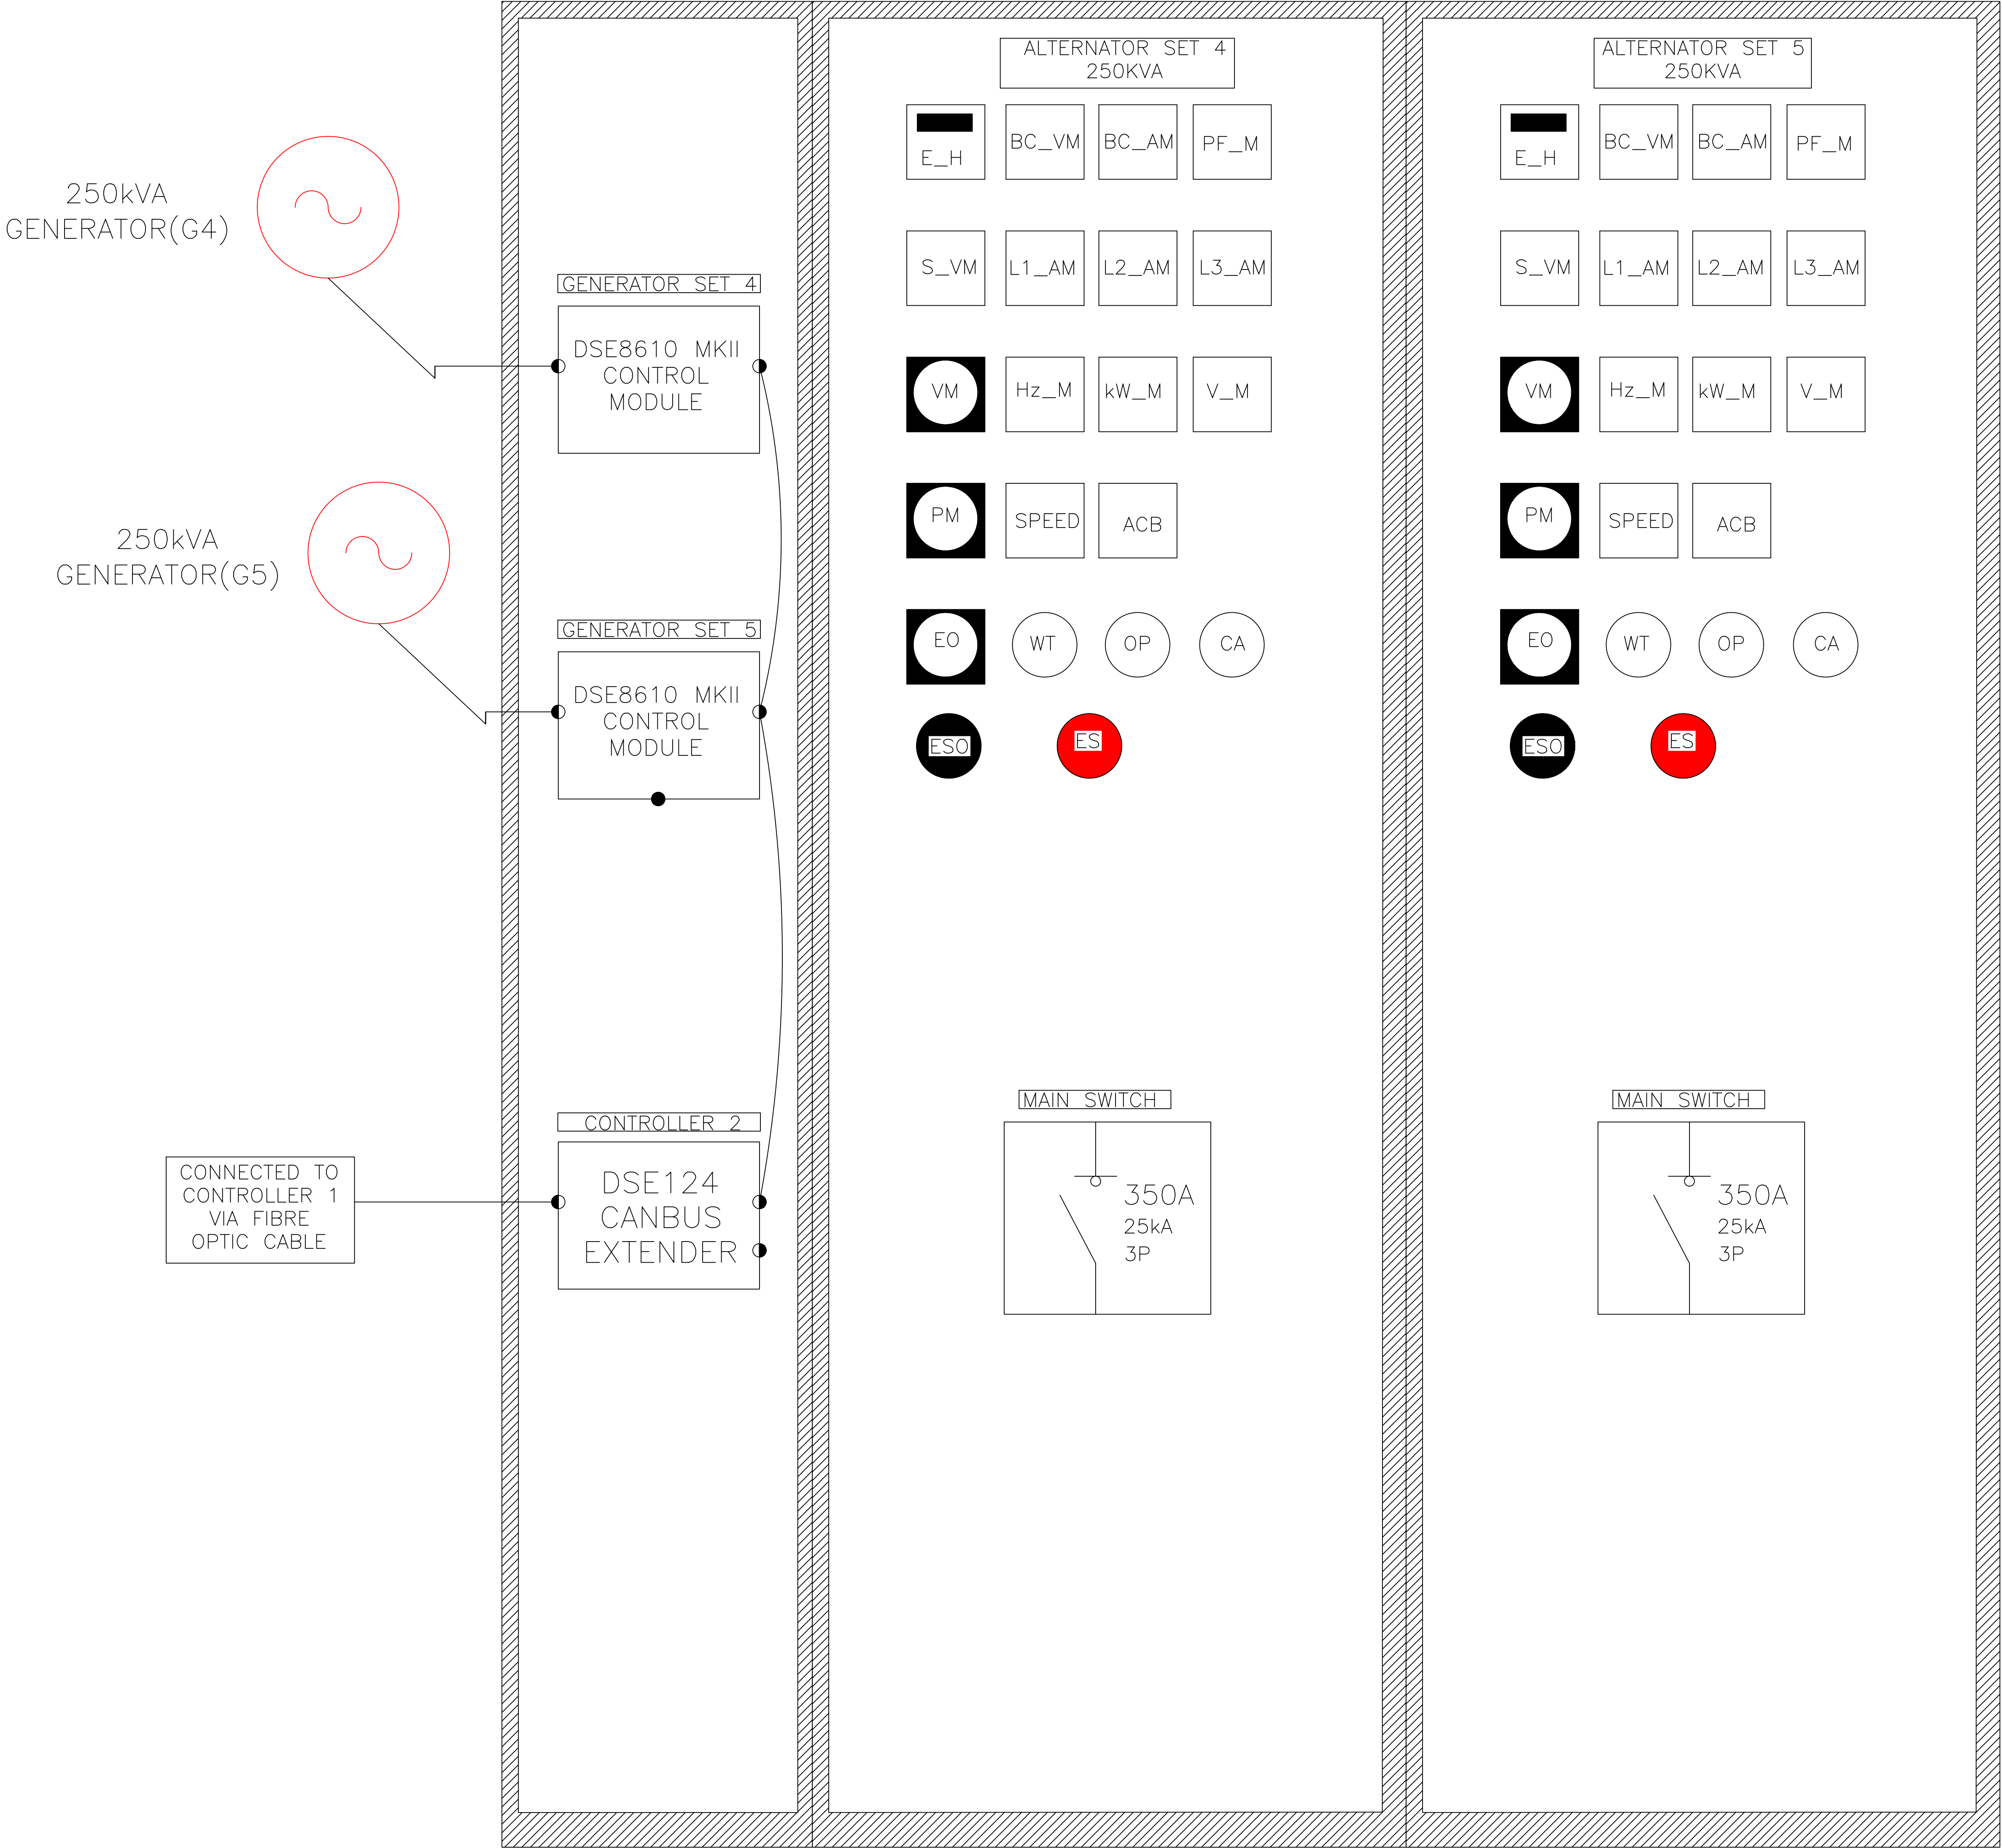 250kVA
GENERATOR(G4)
250kVA
GENERATOR(G5)
CONNECTED TO
CONTROLLER 1
VIA FIBRE
OPTIC CABLE
GENERATOR SET 4
DSE8610 MKII
CONTROL
MODULE
GENERATOR SET 5
DSE8610 MKII
CONTROL
MODULE
CONTROLLER 2
DSE124
CANBUS
EXTENDER
ALTERNATOR SET 4
250KVA
E_H BC_VM BC_AM PF_M
S_VM L1_AM L2_AM L3_AM
VM Hz_M kW_M V_M
PM SPEED ACB
EO WT OP CA
ESO ES
MAIN SWITCH
350A
25kA
3P
ALTERNATOR SET 5
250KVA
E_H BC_VM BC_AM PF_M
S_VM L1_AM L2_AM L3_AM
VM Hz_M kW_M V_M
PM SPEED ACB
EO WT OP CA
ESO ES
MAIN SWITCH
350A
25kA
3P